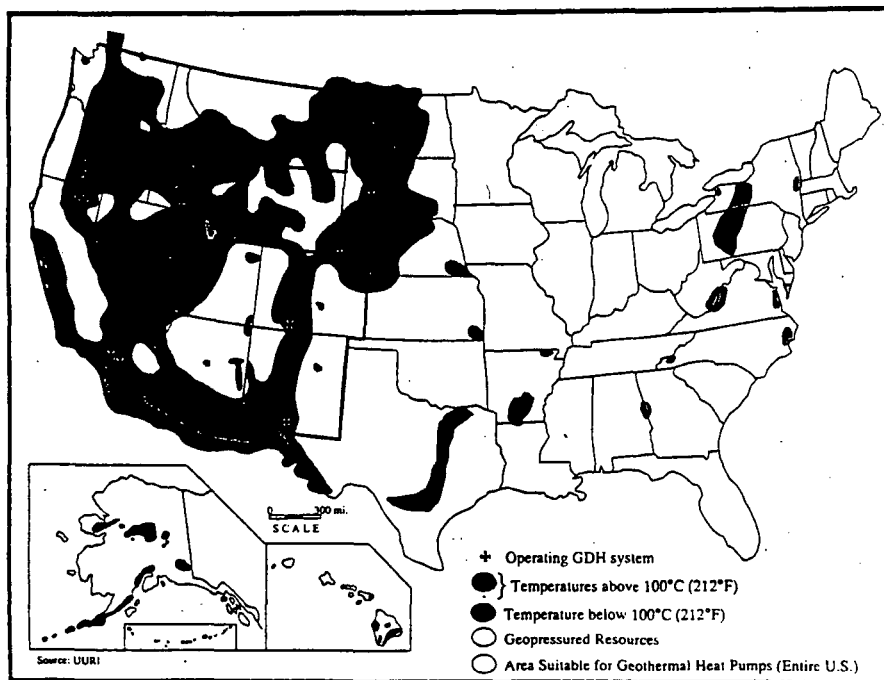 0 300 mi.
SCALE
+ Operating GDH system
} Temperatures above 100°C (212°F)
Temperature below 100°C (212°F)
Geopressured Resources
Area Suitable for Geothermal Heat Pumps (Entire U.S.)
Source: UURI